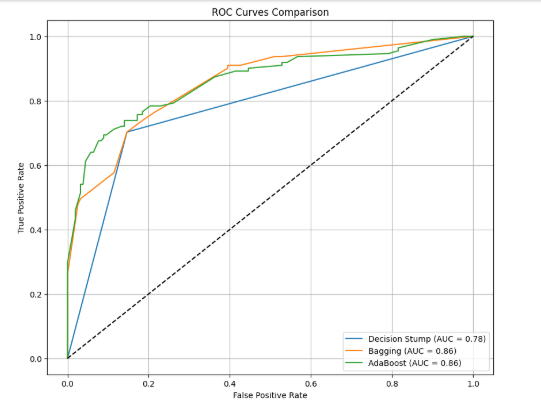 ROC Curves Comparison
1.0
0.8
0.6
0.4
0.2
0.0
True Positive Rate
0.0 0.2 0.4 0.6 0.8 1.0
False Positive Rate
Decision Stump (AUC = 0.78)
Bagging (AUC = 0.86)
AdaBoost (AUC = 0.86)